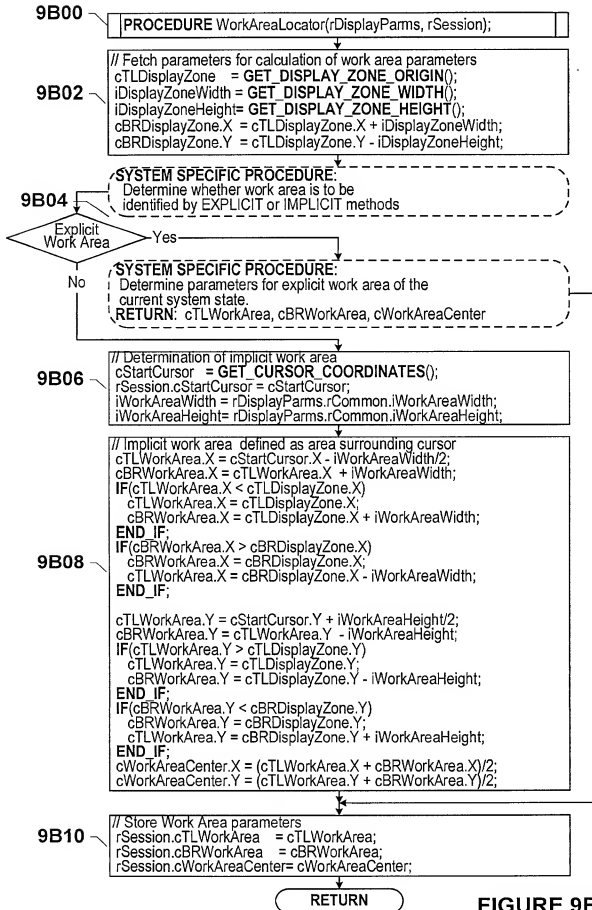 9B00
PROCEDURE WorkAreaLocator(rDisplayParms, rSession);
9B02
// Fetch parameters for calculation of work area parameters
cTLDisplayZone = GET_DISPLAY_ZONE_ORIGIN();
iDisplayZoneWidth = GET_DISPLAY_ZONE_WIDTH();
iDisplayZoneHeight= GET_DISPLAY_ZONE_HEIGHT();
cBRDisplayZone.X = cTLDisplayZone.X + iDisplayZoneWidth;
cBRDisplayZone.Y = cTLDisplayZone.Y - iDisplayZoneHeight;
SYSTEM SPECIFIC PROCEDURE:
Determine whether work area is to be
identified by EXPLICIT or IMPLICIT methods
9B04
Explicit
Work Area
Yes
No
SYSTEM SPECIFIC PROCEDURE:
Determine parameters for explicit work area of the
current system state.
RETURN: cTLWorkArea, cBRWorkArea, cWorkAreaCenter
9B06
// Determination of implicit work area
cStartCursor = GET_CURSOR_COORDINATES();
rSession.cStartCursor = cStartCursor;
iWorkAreaWidth = rDisplayParms.rCommon.iWorkAreaWidth;
iWorkAreaHeight= rDisplayParms.rCommon.iWorkAreaHeight;
9B08
// Implicit work area defined as area surrounding cursor
cTLWorkArea.X = cStartCursor.X - iWorkAreaWidth/2;
cBRWorkArea.X = cTLWorkArea.X + iWorkAreaWidth;
IF(cTLWorkArea.X < cTLDisplayZone.X)
cTLWorkArea.X = cTLDisplayZone.X;
cBRWorkArea.X = cTLDisplayZone.X + iWorkAreaWidth;
END_IF;
IF(cBRWorkArea.X > cBRDisplayZone.X)
cBRWorkArea.X = cBRDisplayZone.X;
cTLWorkArea.X = cBRDisplayZone.X - iWorkAreaWidth;
END_IF;
cTLWorkArea.Y = cStartCursor.Y + iWorkAreaHeight/2;
cBRWorkArea.Y = cTLWorkArea.Y - iWorkAreaHeight;
IF(cTLWorkArea.Y > cTLDisplayZone.Y)
cTLWorkArea.Y = cTLDisplayZone.Y;
cBRWorkArea.Y = cTLDisplayZone.Y - iWorkAreaHeight;
END_IF;
IF(cBRWorkArea.Y < cBRDisplayZone.Y)
cBRWorkArea.Y = cBRDisplayZone.Y;
cTLWorkArea.Y = cBRDisplayZone.Y + iWorkAreaHeight;
END_IF;
cWorkAreaCenter.X = (cTLWorkArea.X + cBRWorkArea.X)/2;
cWorkAreaCenter.Y = (cTLWorkArea.Y + cBRWorkArea.Y)/2;
9B10
// Store Work Area parameters
rSession.cTLWorkArea = cTLWorkArea;
rSession.cBRWorkArea = cBRWorkArea;
rSession.cWorkAreaCenter= cWorkAreaCenter;
RETURN
FIGURE 9B